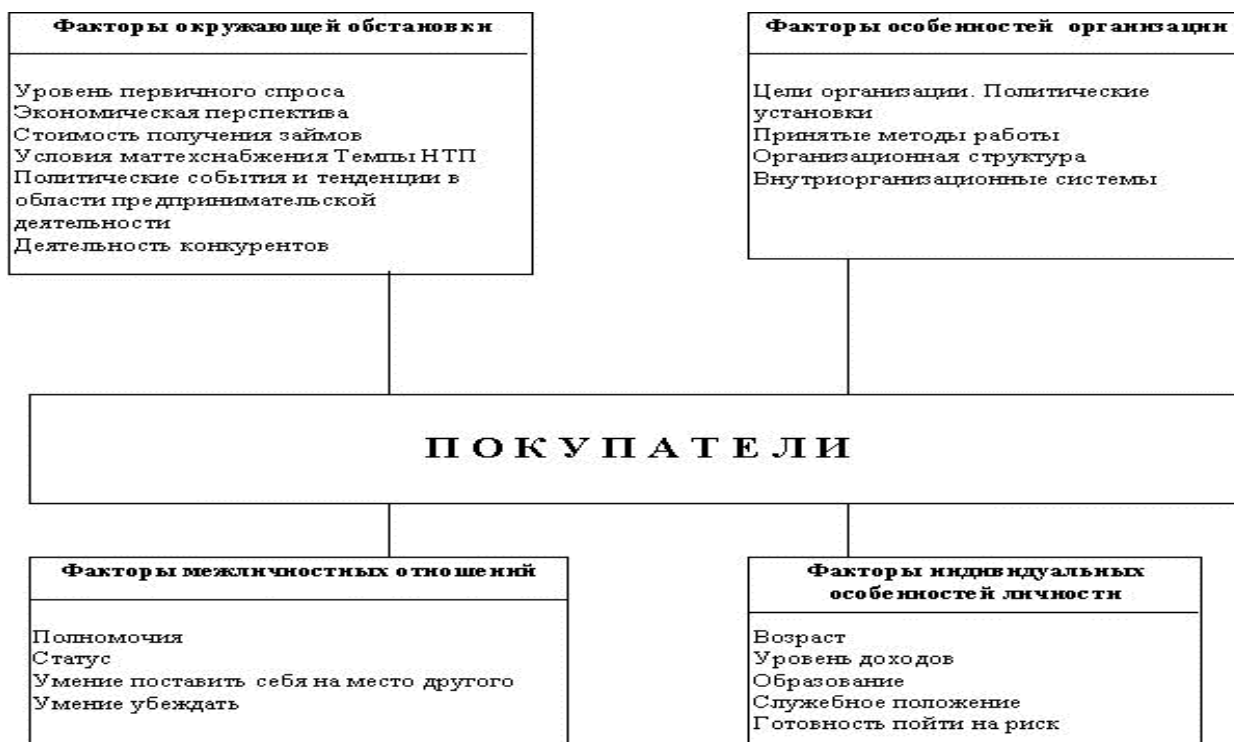 Факторы окружающей обстановки
Уровень первичного спроса
Экономическая перспектива
Стоимость получения займов
Условия маттехснабжения Темпы НТП
Политические события и тенденции в
области предпринимательской
деятельности
Деятельность конкурентов
Факторы особенностей организации
Цели организации. Политические
установки
Принятые методы работы
Организационная структура
Внутриорганизационные системы
ПОКУПАТЕЛИ
Факторы межличностных отношений
Полномочия
Статус
Умение поставить себя на место другого
Умение убеждать
Факторы индивидуальных
особенностей личности
Возраст
Уровень доходов
Образование
Служебное положение
Готовность пойти на риск